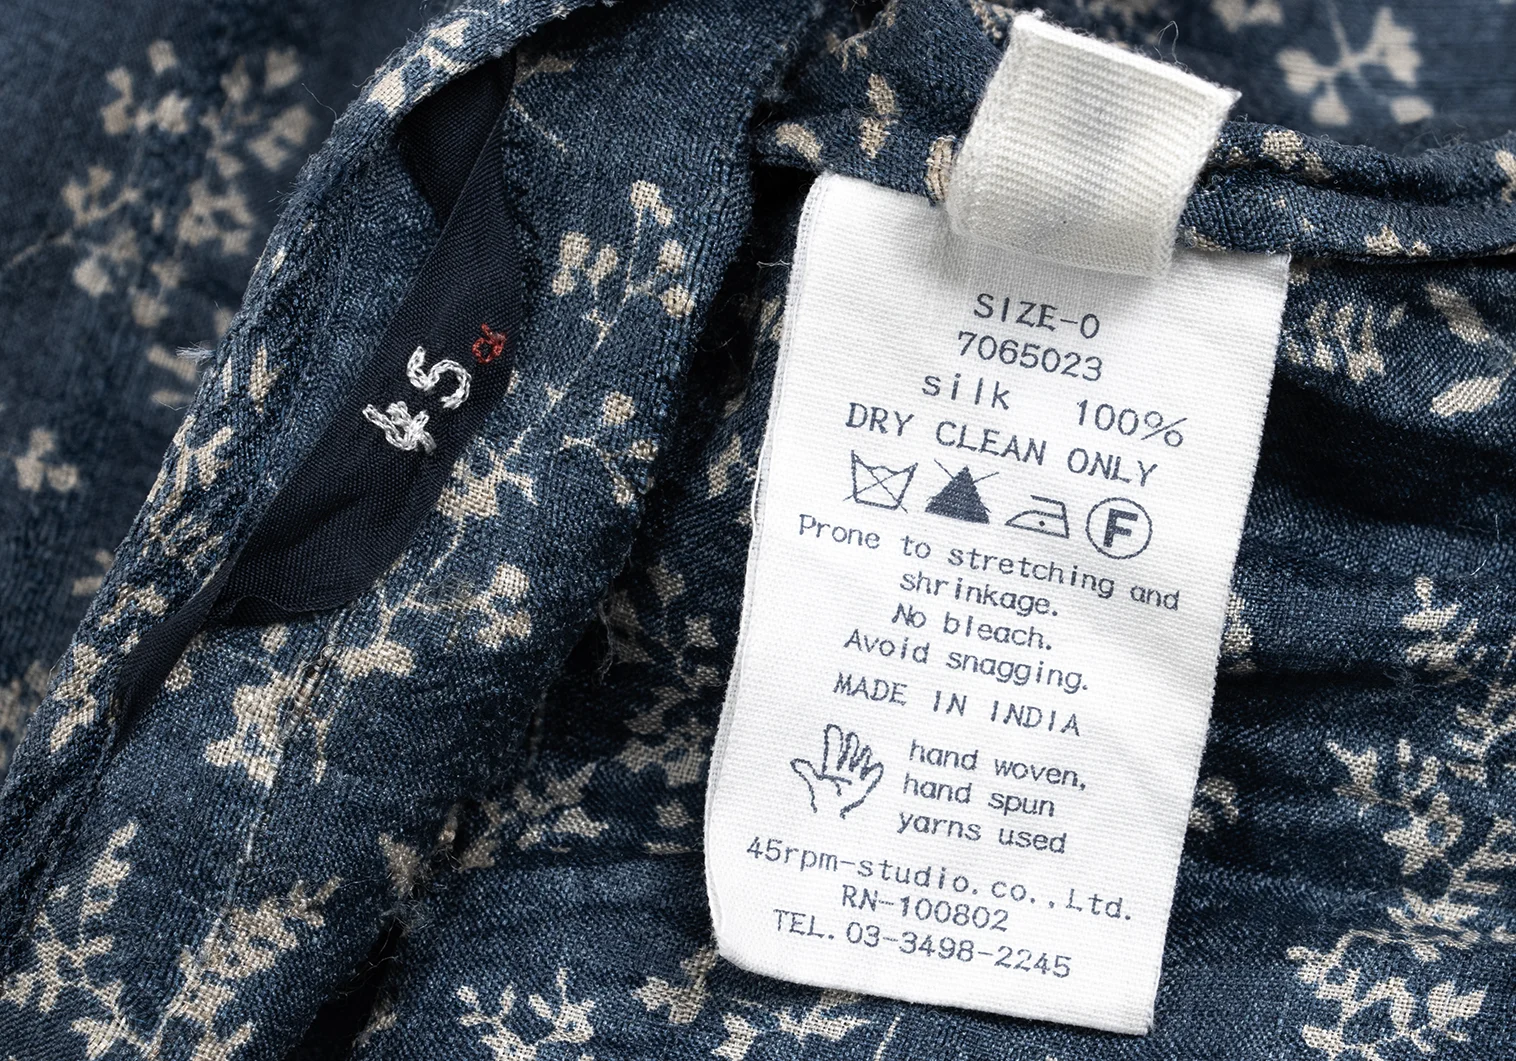 45R
SIZE-0
7065023
silk 100%
DRY CLEAN ONLY
F
Prone to stretching and
shrinkage.
No bleach.
Avoid snagging.
MADE IN INDIA
hand woven,
hand spun
yarns used
45rpm-studio.co.,Ltd.
RN-100802
TEL.03-3498-2245